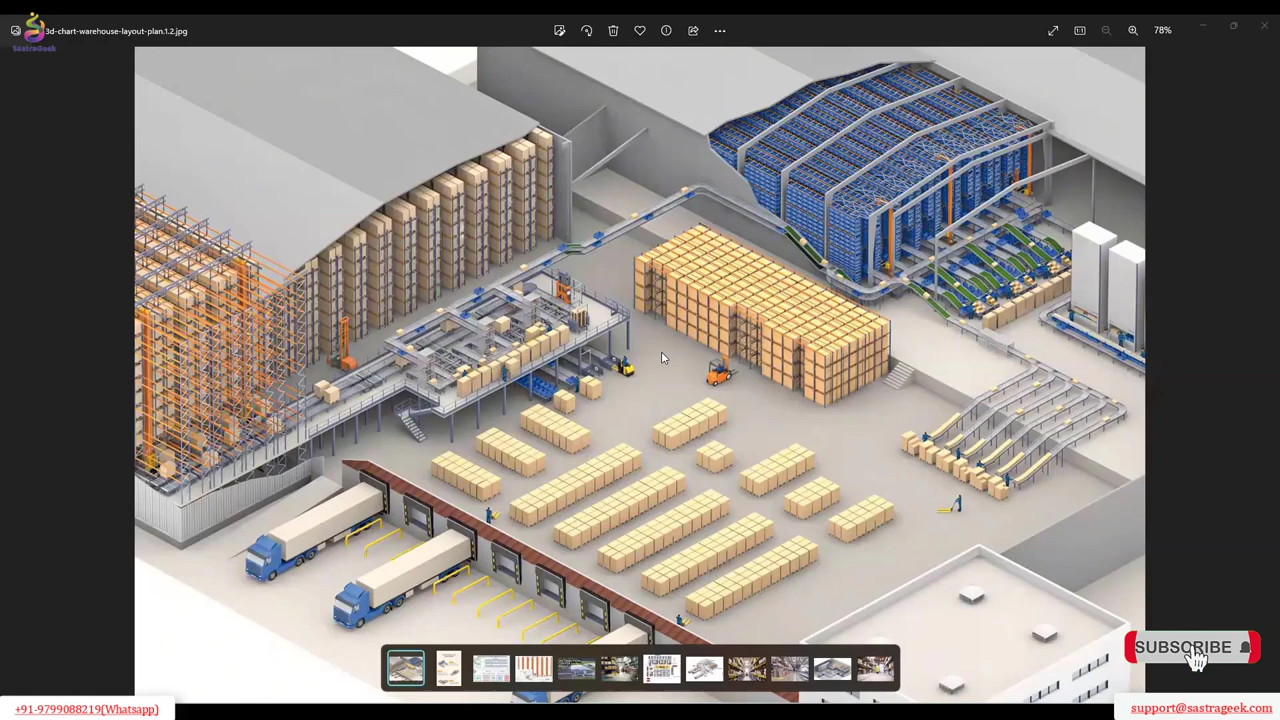 3d-chart-warehouse-layout-plan.1.2.jpg
78%
SastraGeek
SUBSCRIBE
+91-9799088219(Whatsapp)
support@sastrageek.com